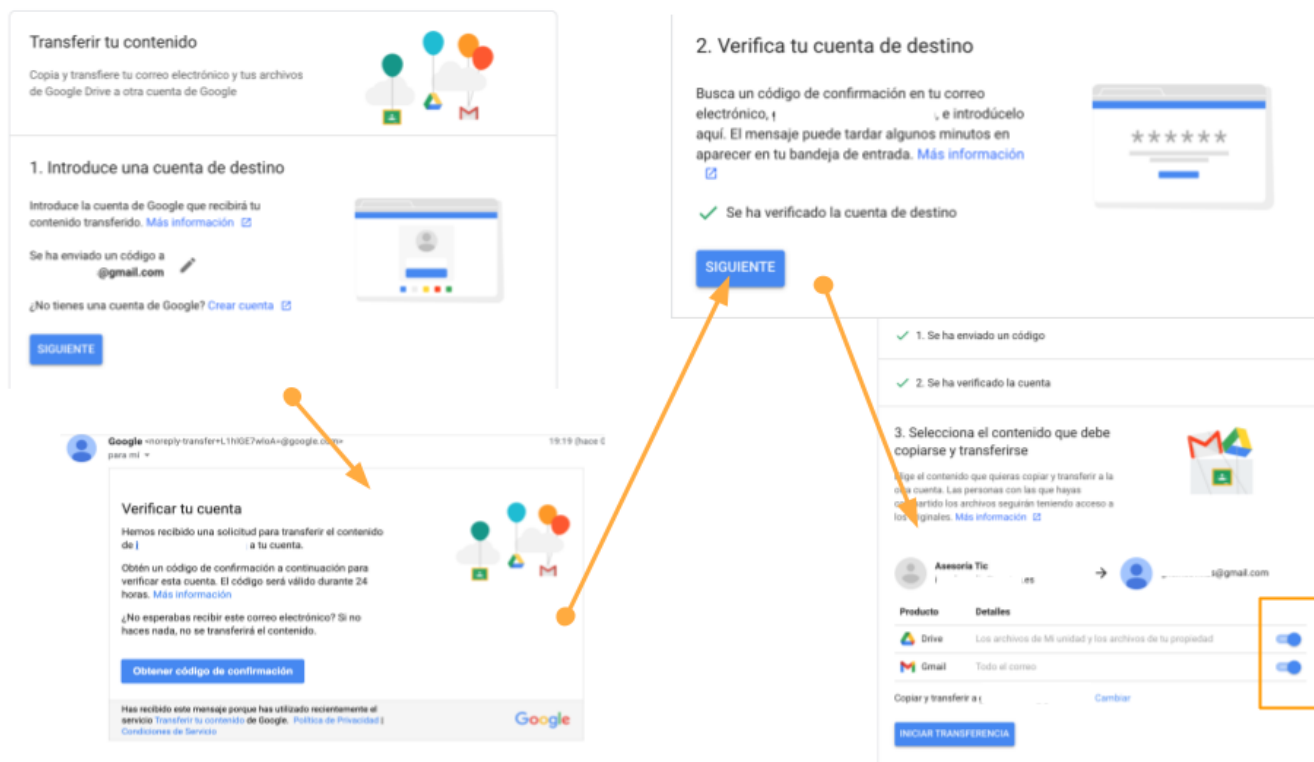 Transferir tu contenido
Copia y transfiere tu correo electrónico y tus archivos
de Google Drive a otra cuenta de Google
1. Introduce una cuenta de destino
Introduce la cuenta de Google que recibirá tu
contenido transferido. Más información
Se ha enviado un código a
@gmail.com
¿No tienes una cuenta de Google? Crear cuenta
SIGUIENTE
Google <noreply-transfer+L1hIGE7wIoA=@google.com>
19:19 (hace 0
para mí
Verificar tu cuenta
Hemos recibido una solicitud para transferir el contenido
de a tu cuenta.
Obtén un código de confirmación a continuación para
verificar esta cuenta. El código será válido durante 24
horas. Más información
¿No esperabas recibir este correo electrónico? Si no
haces nada, no se transferirá el contenido.
Obtener código de confirmación
Has recibido este mensaje porque has utilizado recientemente el
servicio Transferir tu contenido de Google. Política de Privacidad |
Condiciones de Servicio
Google
2. Verifica tu cuenta de destino
Busca un código de confirmación en tu correo
electrónico, , e introdúcelo
aquí. El mensaje puede tardar algunos minutos en
aparecer en tu bandeja de entrada. Más información
******
Se ha verificado la cuenta de destino
SIGUIENTE
1. Se ha enviado un código
2. Se ha verificado la cuenta
3. Selecciona el contenido que debe
copiarse y transferirse
Elige el contenido que quieras copiar y transferir a la
otra cuenta. Las personas con las que hayas
compartido los archivos seguirán teniendo acceso a
los originales. Más información
Asesoría Tic
.es
s@gmail.com
Producto Detalles
Drive Los archivos de Mi unidad y los archivos de tu propiedad
Gmail Todo el correo
Copiar y transferir a Cambiar
INICIAR TRANSFERENCIA